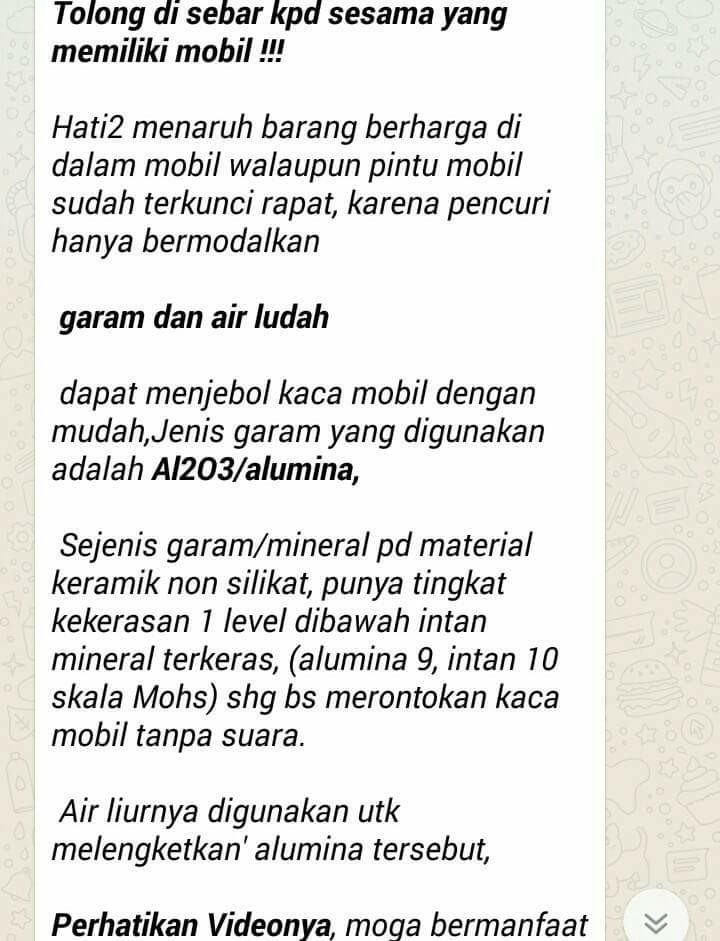 Tolong di sebar kpd sesama yang
memiliki mobil !!!
Hati2 menaruh barang berharga di
dalam mobil walaupun pintu mobil
sudah terkunci rapat, karena pencuri
hanya bermodalkan
garam dan air ludah
dapat menjebol kaca mobil dengan
mudah,Jenis garam yang digunakan
adalah Al2O3/alumina,
Sejenis garam/mineral pd material
keramik non silikat, punya tingkat
kekerasan 1 level dibawah intan
mineral terkeras, (alumina 9, intan 10
skala Mohs) shg bs merontokan kaca
mobil tanpa suara.
Air liurnya digunakan utk
melengketkan' alumina tersebut,
Perhatikan Videonya, moga bermanfaat